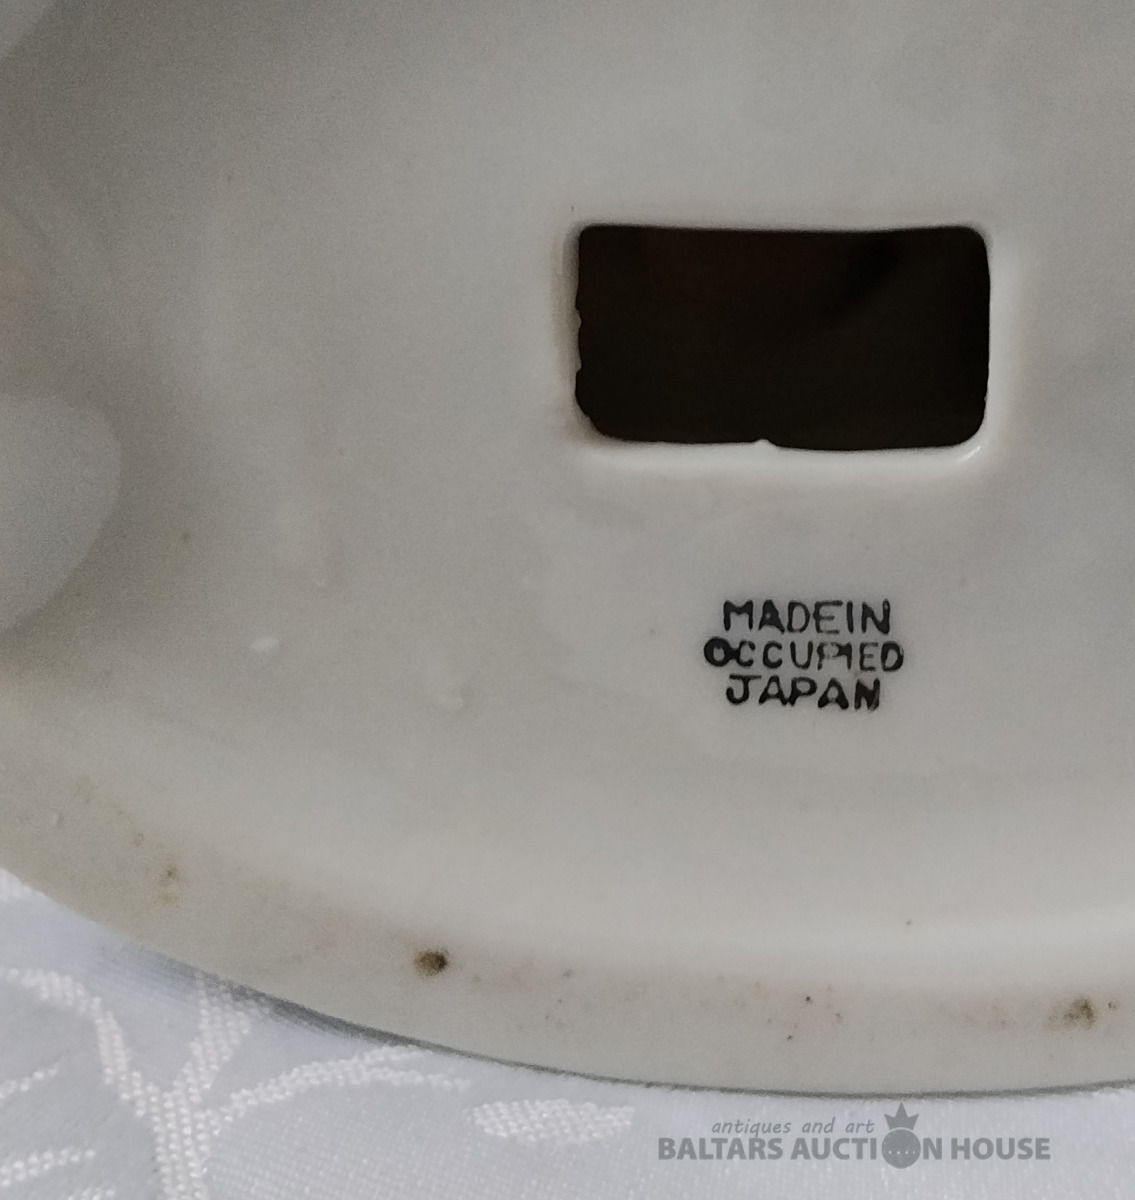 MADEIN
OCCUPIED
JAPAN
antiques and art
BALTARS AUCTION HOUSE